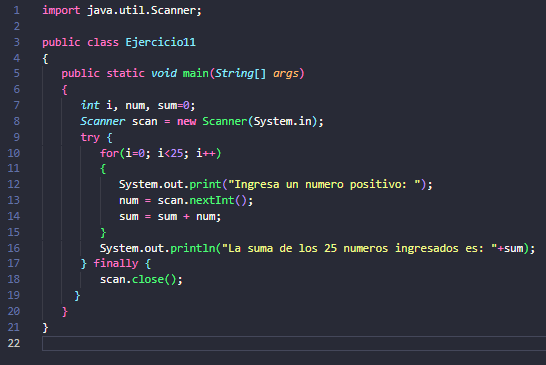 1 import java.util.Scanner;
2
3 public class Ejercicio11
4 {
5 public static void main(String[] args)
6 {
7 int i, num, sum=0;
8 Scanner scan = new Scanner(System.in);
9 try {
10 for(i=0; i<25; i++)
11 {
12 System.out.print("Ingresa un numero positivo: ");
13 num = scan.nextInt();
14 sum = sum + num;
15 }
16 System.out.println("La suma de los 25 numeros ingresados es: "+sum);
17 } finally {
18 scan.close();
19 }
20 }
21 }
22